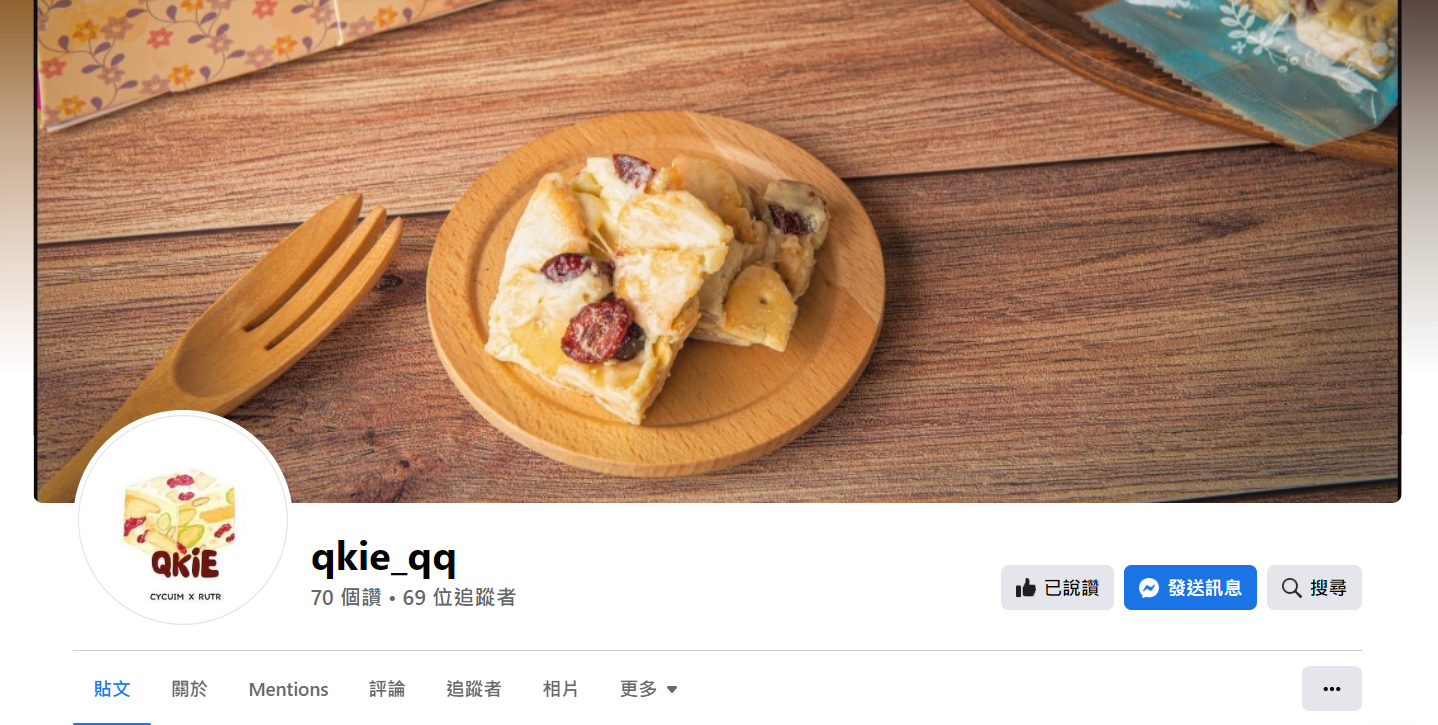 QKiE
CYCUIM X RUTR
qkie_qq
70 個讚 • 69 位追蹤者
已說讚
發送訊息
搜尋
貼文
關於
Mentions
評論
追蹤者
相片
更多